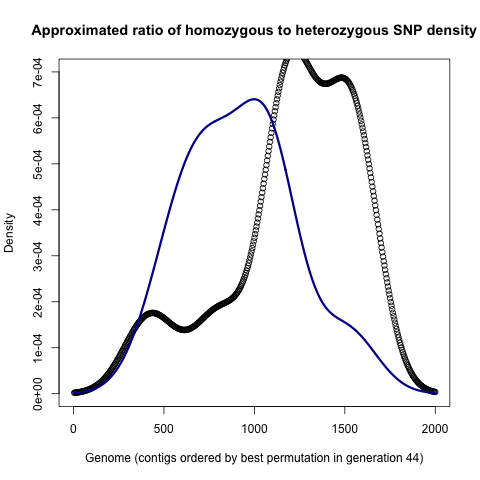 Approximated ratio of homozygous to heterozygous SNP density
7e-04
6e-04
5e-04
4e-04
3e-04
2e-04
1e-04
0e+00
Density
0 500 1000 1500 2000
Genome (contigs ordered by best permutation in generation 44)